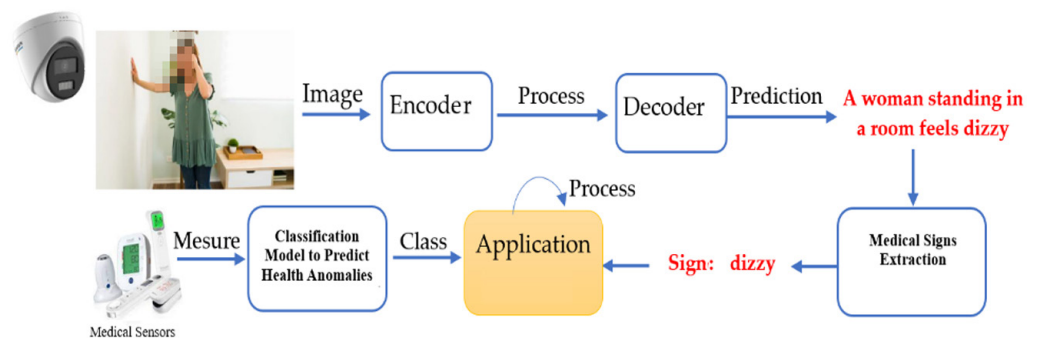 Image
Encoder
Process
Decoder
Prediction
A woman standing in
a room feels dizzy
Process
Mesure
Classification
Model to Predict
Health Anomalies
Class
Application
Sign: dizzy
Medical Signs
Extraction
Medical Sensors